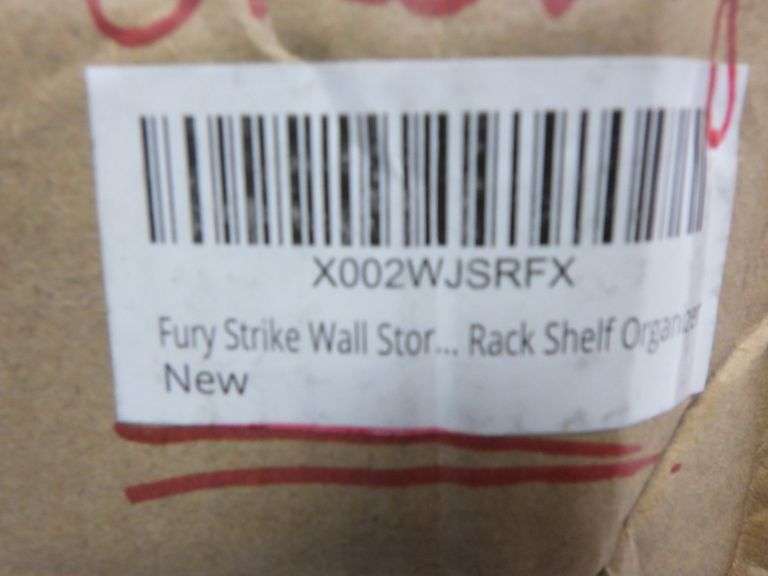 X002WJSRFX
Fury Strike Wall Stor... Rack Shelf Organizer
New